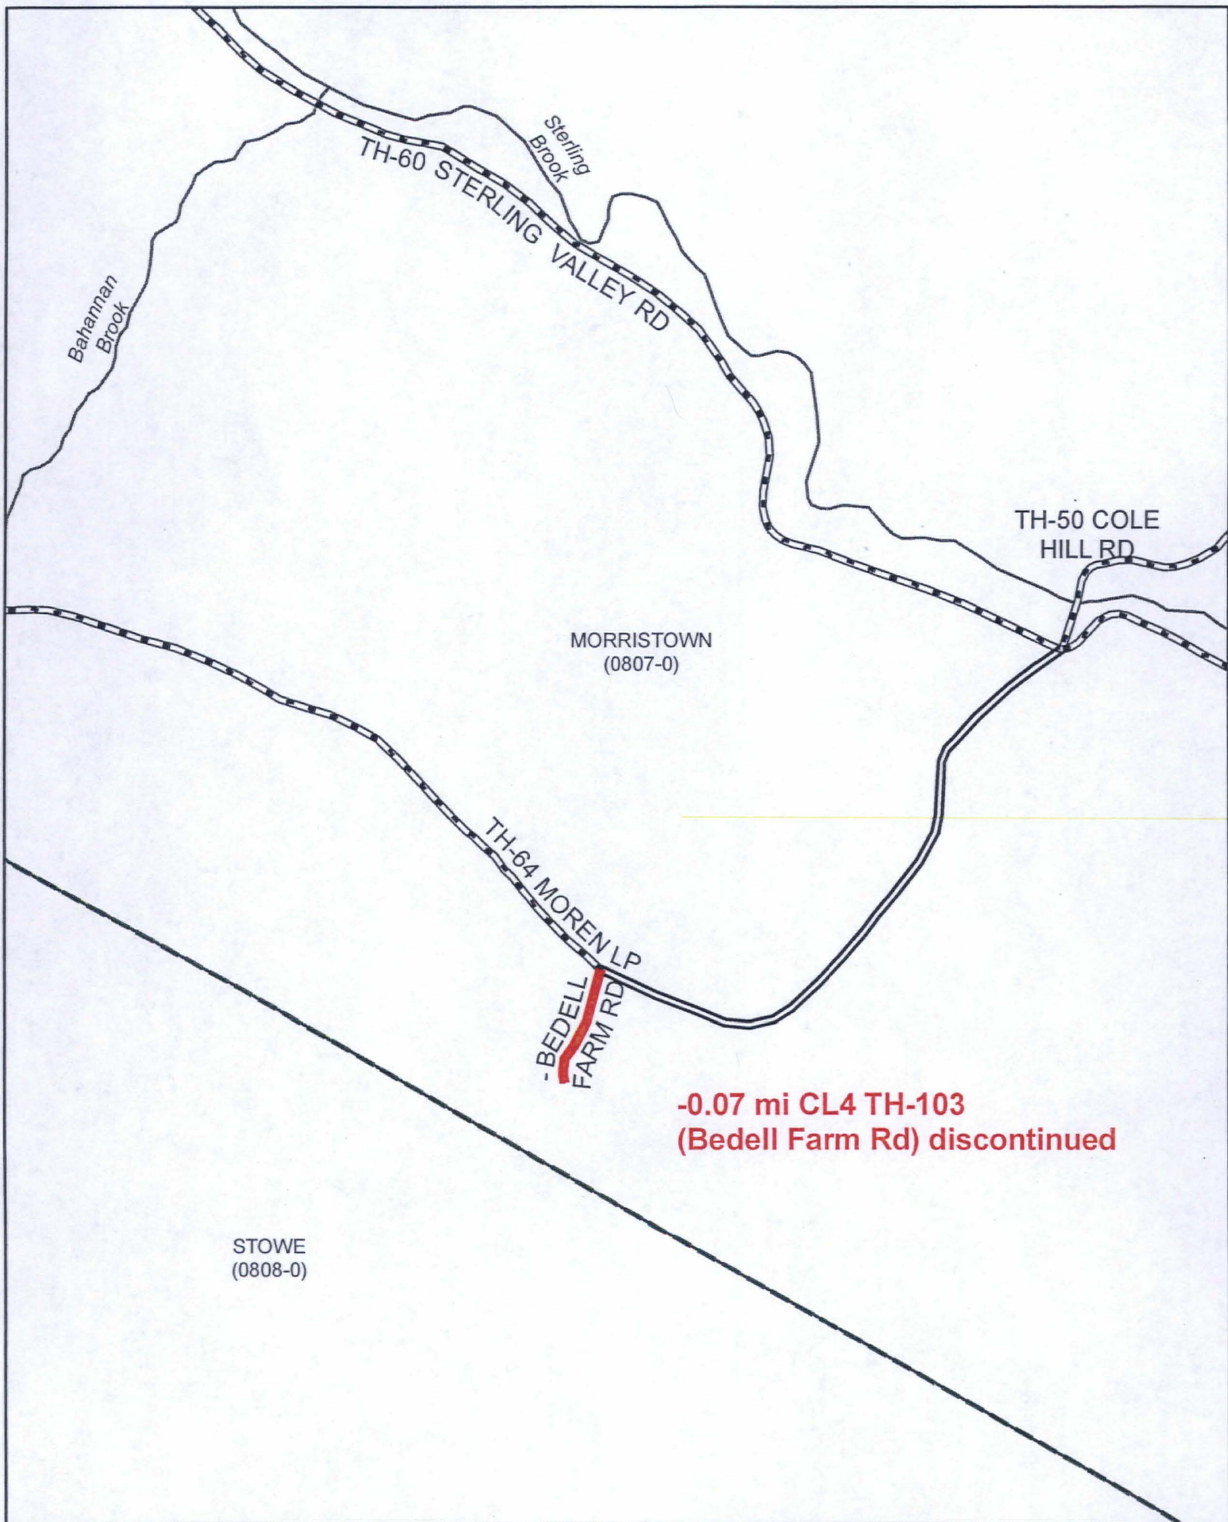 Sterling
Brook
TH-60 STERLING VALLEY RD
Bahannan
Brook
TH-50 COLE
HILL RD
MORRISTOWN
(0807-0)
TH-64 MOREN LP
- BEDELL
FARM RD
-0.07 mi CL4 TH-103
(Bedell Farm Rd) discontinued
STOWE
(0808-0)